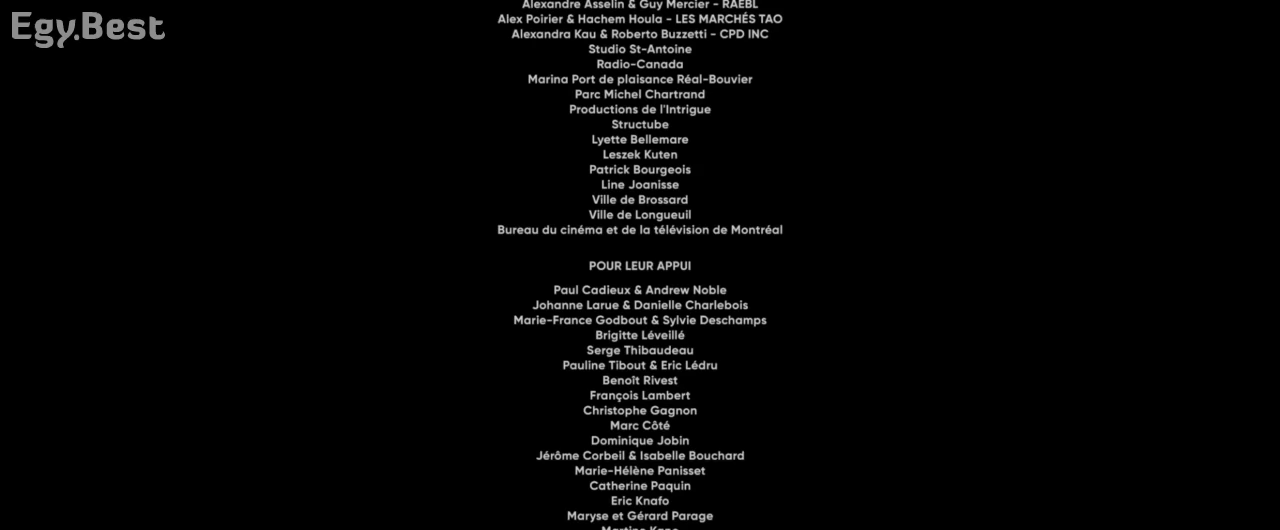 Egy.Best
Alexandre Asselin & Guy Mercier - RAEBL
Alex Poirier & Hachem Houla - LES MARCHÉS TAO
Alexandra Kau & Roberto Buzzetti - CPD INC
Studio St-Antoine
Radio-Canada
Marina Port de plaisance Réal-Bouvier
Parc Michel Chartrand
Productions de l'Intrigue
Structube
Lyette Bellemare
Leszek Kuten
Patrick Bourgeois
Line Joanisse
Ville de Brossard
Ville de Longueuil
Bureau du cinéma et de la télévision de Montréal
POUR LEUR APPUI
Paul Cadieux & Andrew Noble
Johanne Larue & Danielle Charlebois
Marie-France Godbout & Sylvie Deschamps
Brigitte Léveillé
Serge Thibaudeau
Pauline Tibout & Eric Lédru
Benoît Rivest
François Lambert
Christophe Gagnon
Marc Côté
Dominique Jobin
Jérôme Corbeil & Isabelle Bouchard
Marie-Hélène Panisset
Catherine Paquin
Eric Knafo
Maryse et Gérard Parage